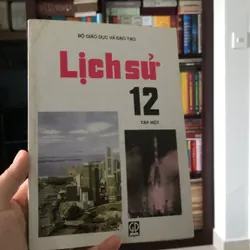 BỘ GIÁO DỤC VÀ ĐÀO TẠO
Lịch sử
12
TẬP MỘT